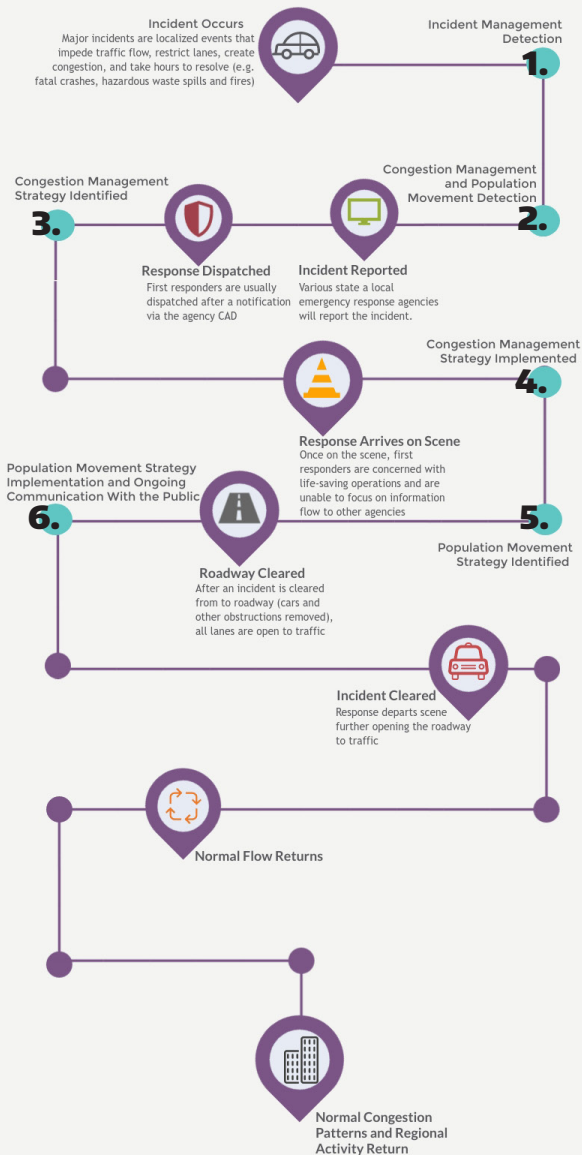 Incident Occurs
Major incidents are localized events that
impede traffic flow, restrict lanes, create
congestion, and take hours to resolve (e.g.
fatal crashes, hazardous waste spills and fires)
Incident Management
Detection
1.
Congestion Management
and Population
Movement Detection
2.
Incident Reported
Various state a local
emergency response agencies
will report the incident.
Response Dispatched
First responders are usually
dispatched after a notification
via the agency CAD
Congestion Management
Strategy Identified
3.
Congestion Management
Strategy Implemented
4.
Response Arrives on Scene
Once on the scene, first
responders are concerned with
life-saving operations and are
unable to focus on information
flow to other agencies
5.
Population Movement
Strategy Identified
Population Movement Strategy
Implementation and Ongoing
Communication With the Public
6.
Roadway Cleared
After an incident is cleared
from to roadway (cars and
other obstructions removed),
all lanes are open to traffic
Incident Cleared
Response departs scene
further opening the roadway
to traffic
Normal Flow Returns
Normal Congestion
Patterns and Regional
Activity Return